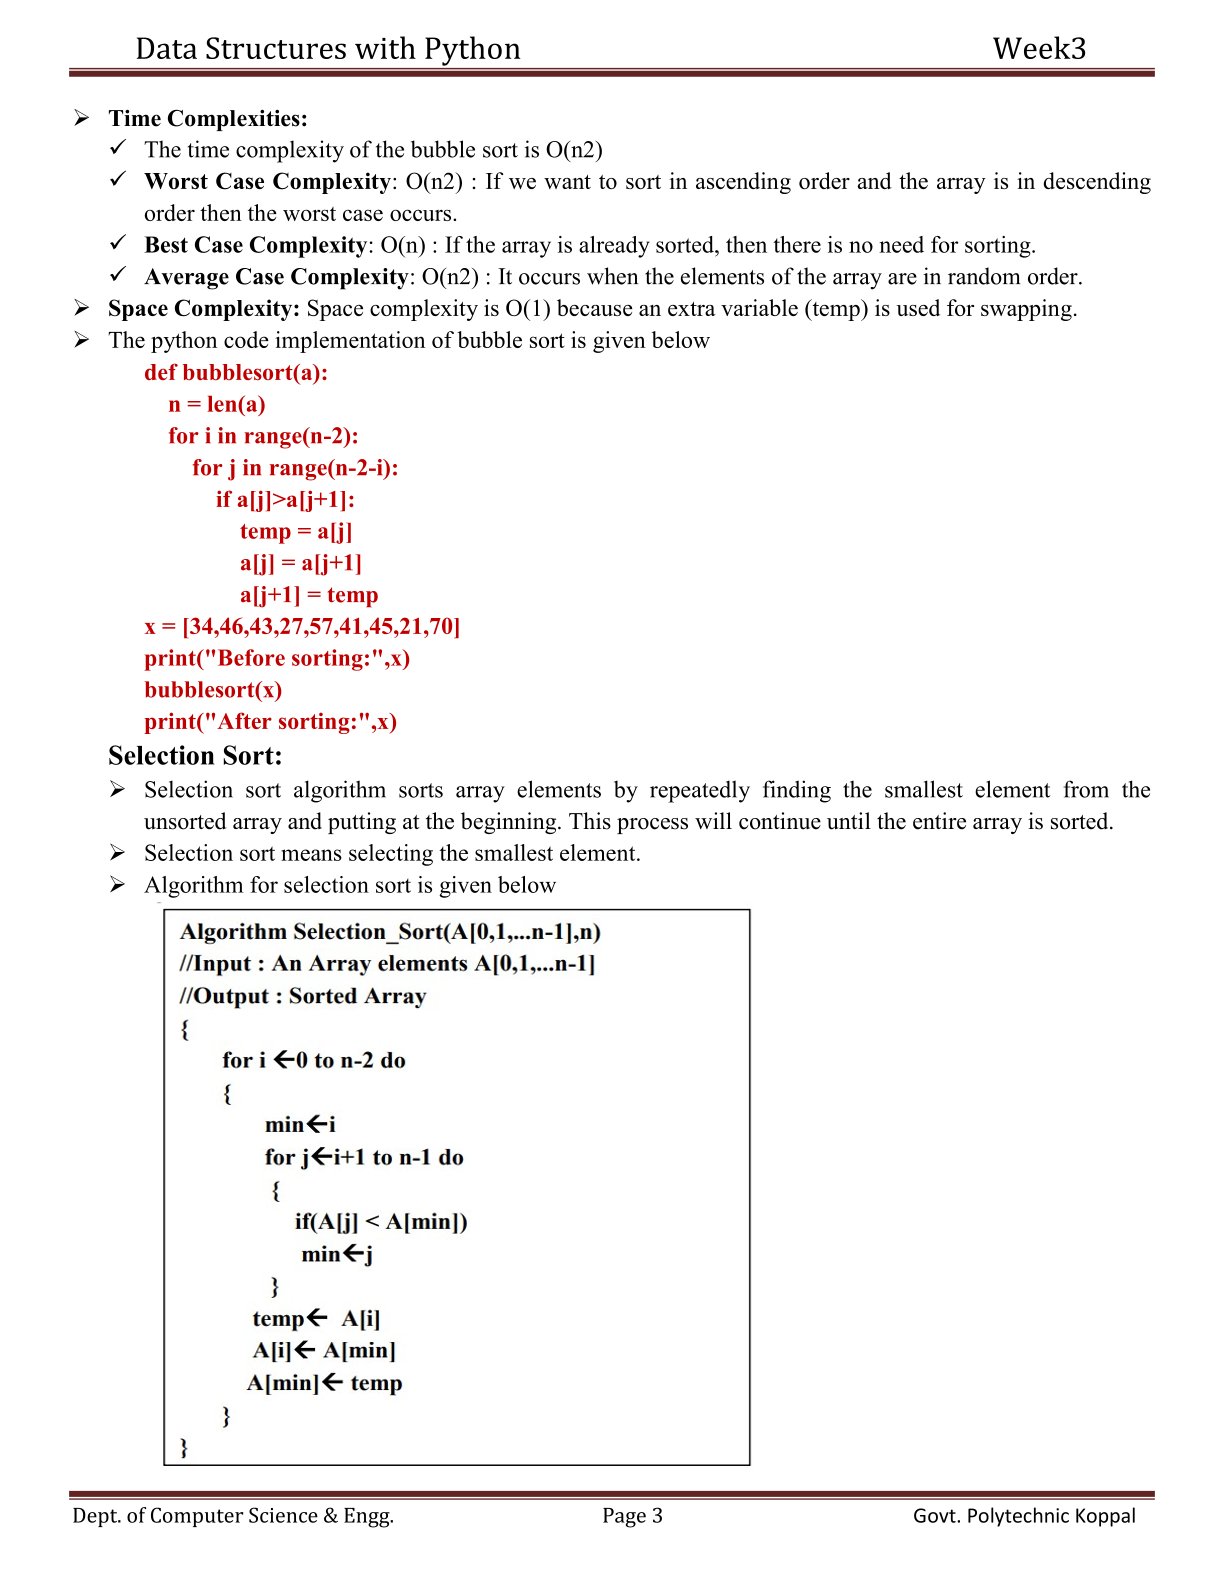 Data Structures with Python Week3
➢ Time Complexities:
✓ The time complexity of the bubble sort is O(n2)
✓ Worst Case Complexity: O(n2) : If we want to sort in ascending order and the array is in descending
order then the worst case occurs.
✓ Best Case Complexity: O(n) : If the array is already sorted, then there is no need for sorting.
✓ Average Case Complexity: O(n2) : It occurs when the elements of the array are in random order.
➢ Space Complexity: Space complexity is O(1) because an extra variable (temp) is used for swapping.
➢ The python code implementation of bubble sort is given below
def bubblesort(a):
n = len(a)
for i in range(n-2):
for j in range(n-2-i):
if a[j]>a[j+1]:
temp = a[j]
a[j] = a[j+1]
a[j+1] = temp
x = [34,46,43,27,57,41,45,21,70]
print("Before sorting:",x)
bubblesort(x)
print("After sorting:",x)
Selection Sort:
➢ Selection sort algorithm sorts array elements by repeatedly finding the smallest element from the
unsorted array and putting at the beginning. This process will continue until the entire array is sorted.
➢ Selection sort means selecting the smallest element.
➢ Algorithm for selection sort is given below
Algorithm Selection_Sort(A[0,1,...n-1],n)
//Input : An Array elements A[0,1,...n-1]
//Output : Sorted Array
{
for i ←0 to n-2 do
{
min←i
for j←i+1 to n-1 do
{
if(A[j] < A[min])
min←j
}
temp← A[i]
A[i]← A[min]
A[min]← temp
}
}
Dept. of Computer Science & Engg. Page 3 Govt. Polytechnic Koppal